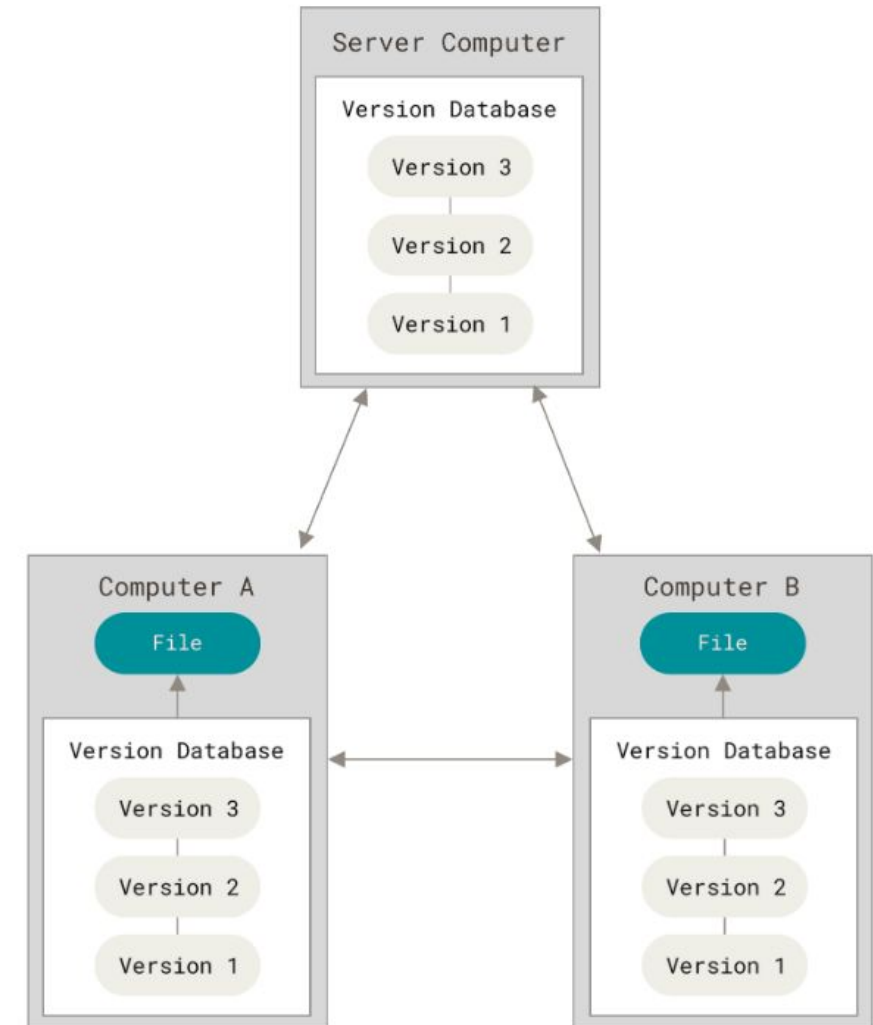 Server Computer
Version Database
Version 3
Version 2
Version 1
Computer A
File
Version Database
Version 3
Version 2
Version 1
Computer B
File
Version Database
Version 3
Version 2
Version 1